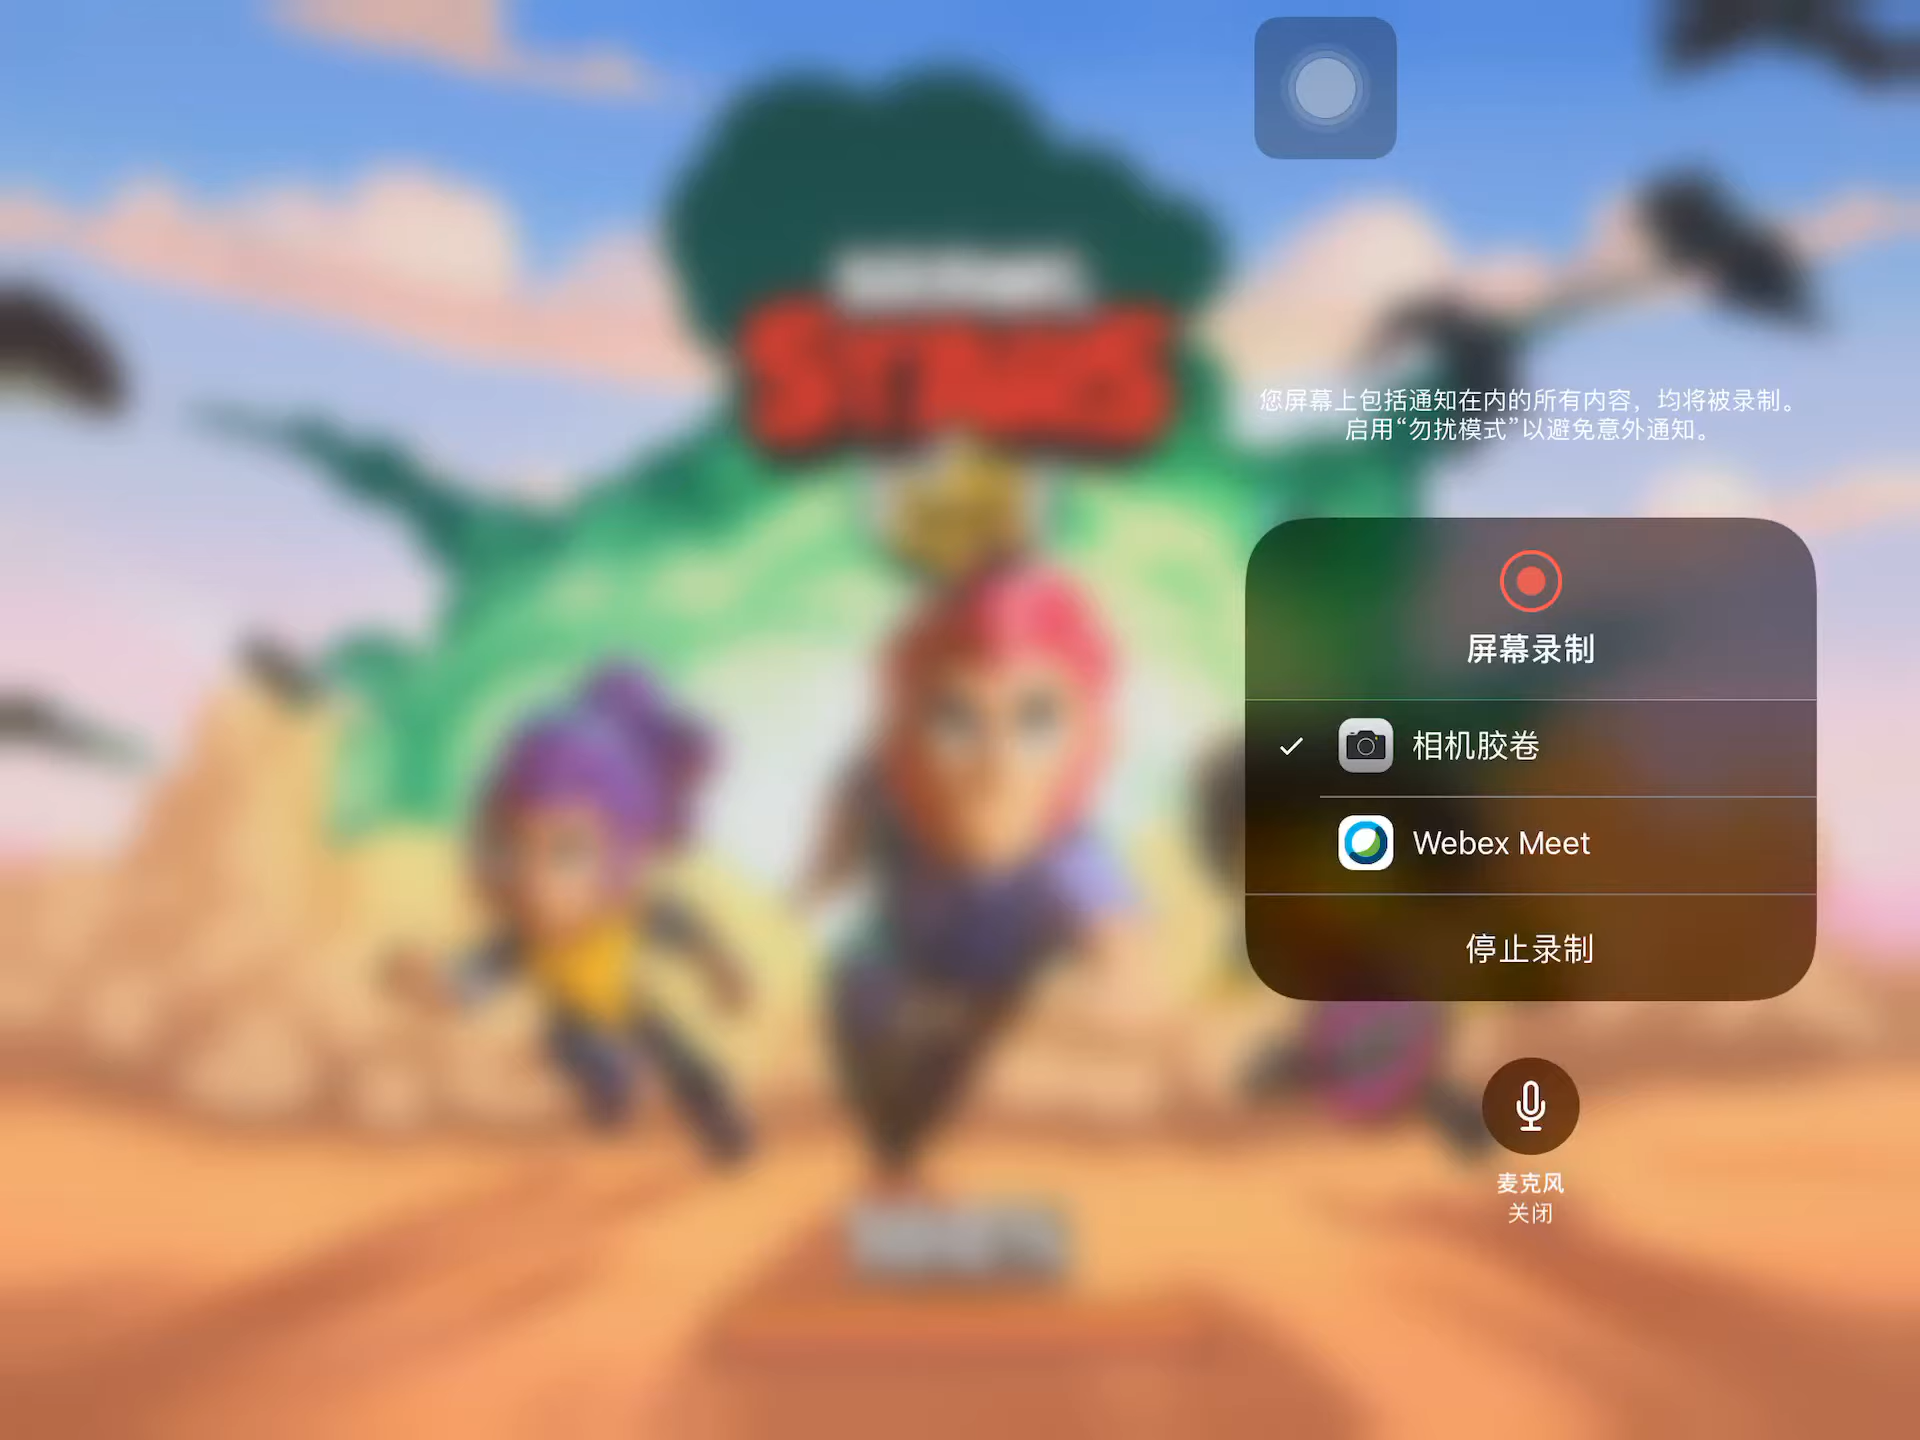 STARS
您屏幕上包括通知在内的所有内容，均将被录制。
启用“勿扰模式”以避免意外通知。
屏幕录制
相机胶卷
Webex Meet
停止录制
麦克风
关闭